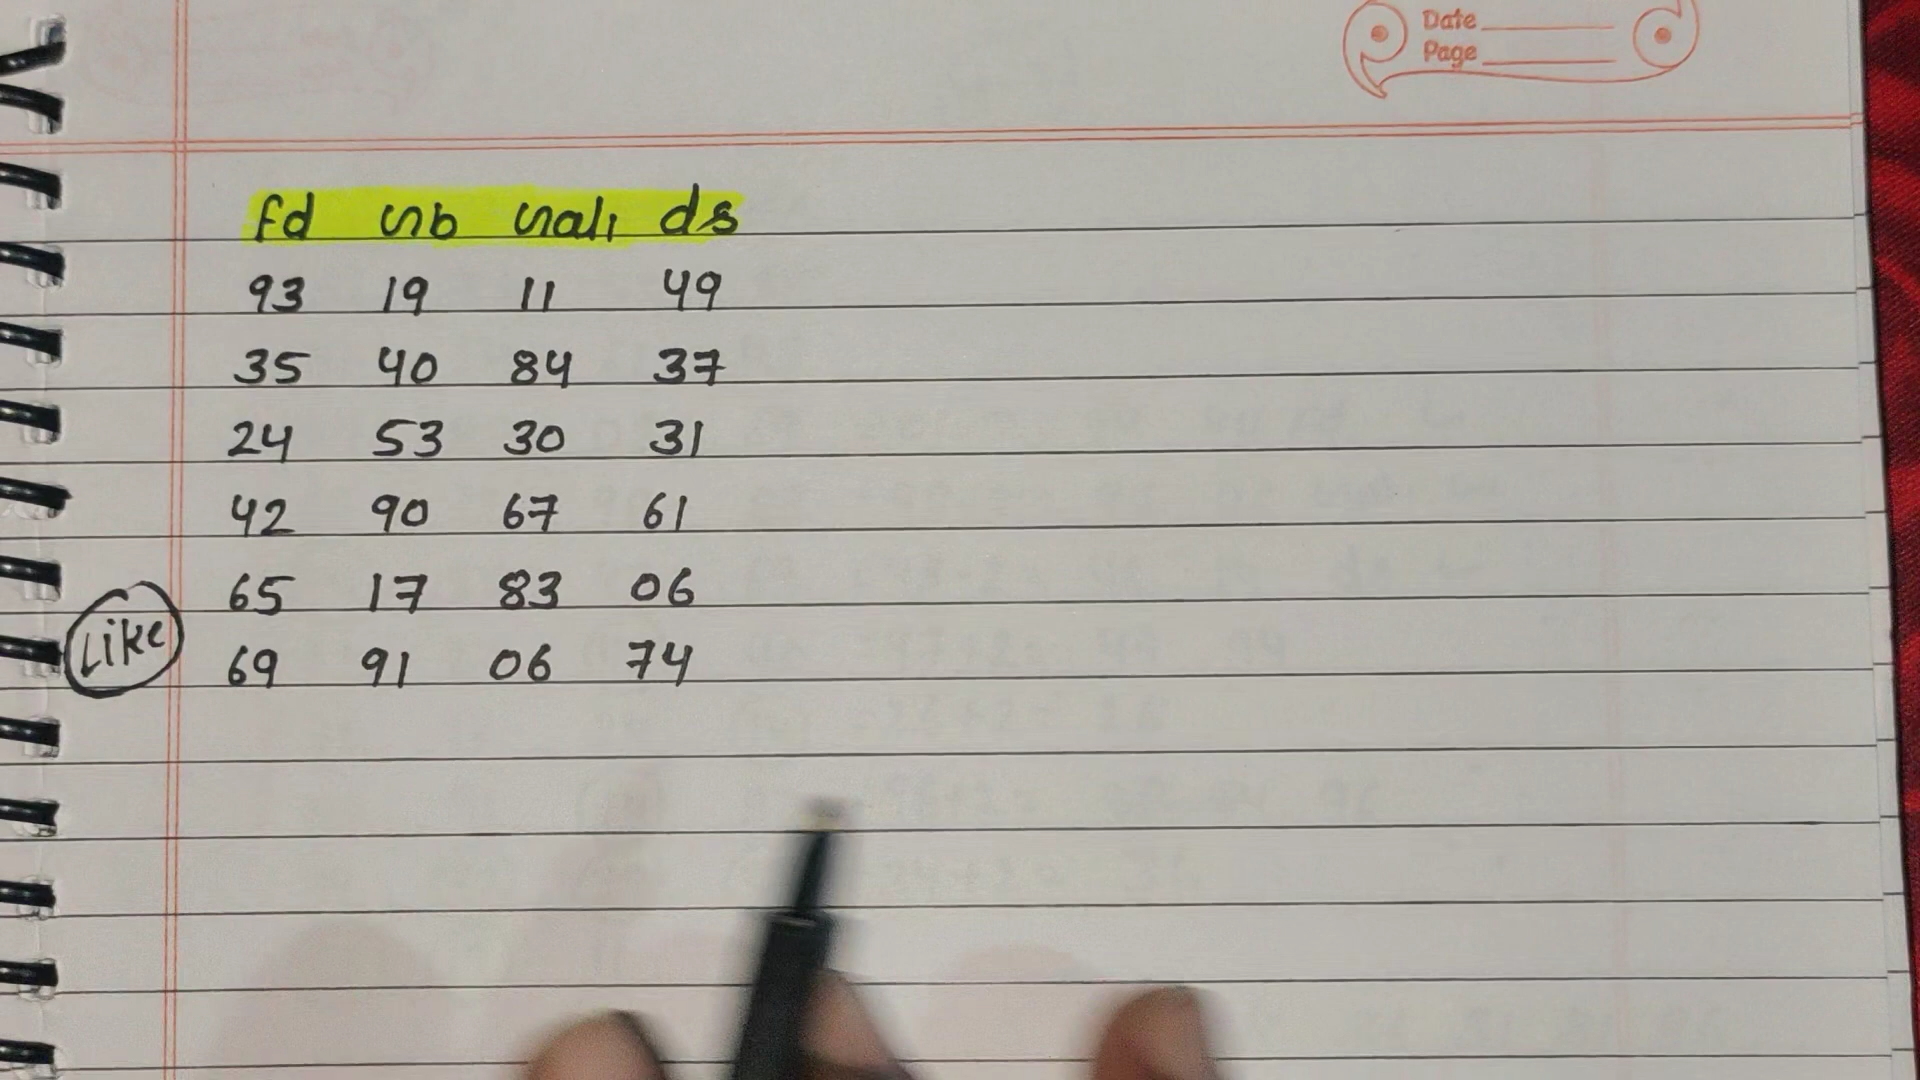 Date
Page
fd gb gali ds
93 19 11 49
35 40 84 37
24 53 30 31
42 90 67 61
65 17 83 06
Like
69 91 06 74